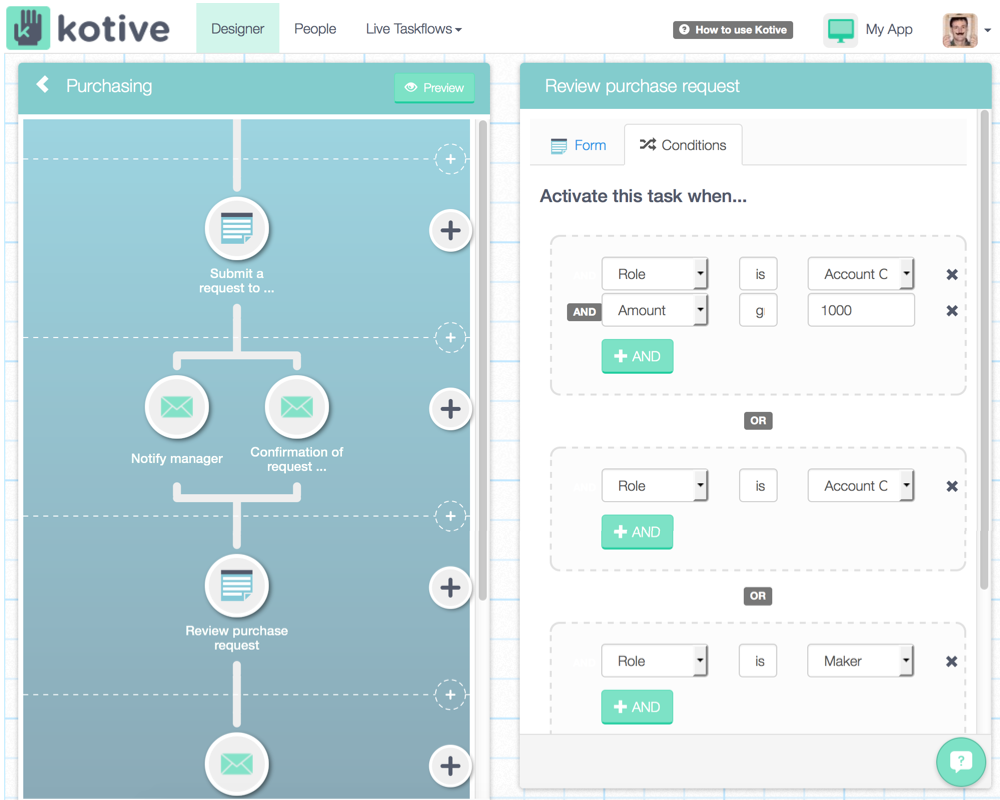 kotive
Designer
People
Live Taskflows
How to use Kotive
My App
Purchasing
Preview
Submit a
request to ...
Notify manager
Confirmation of
request ...
Review purchase
request
Review purchase request
Form
Conditions
Activate this task when...
Role is Account C
AND Amount g 1000
+ AND
OR
Role is Account C
+ AND
OR
Role is Maker
+ AND